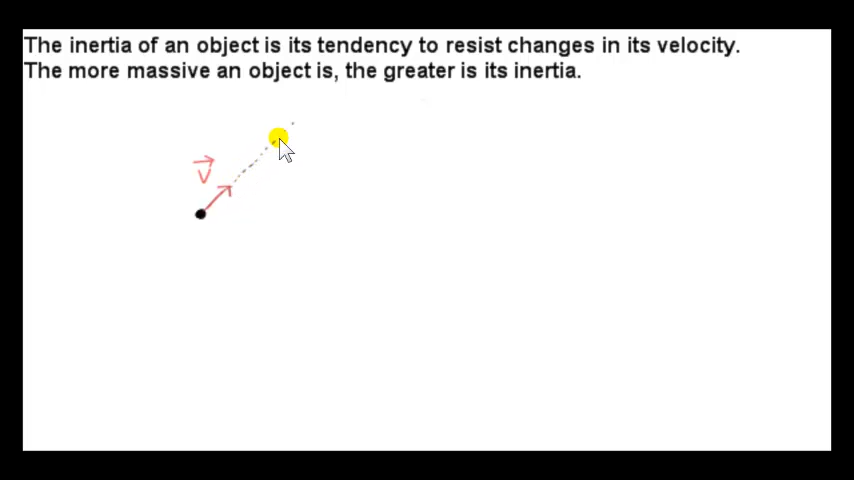 The inertia of an object is its tendency to resist changes in its velocity.
The more massive an object is, the greater is its inertia.
v